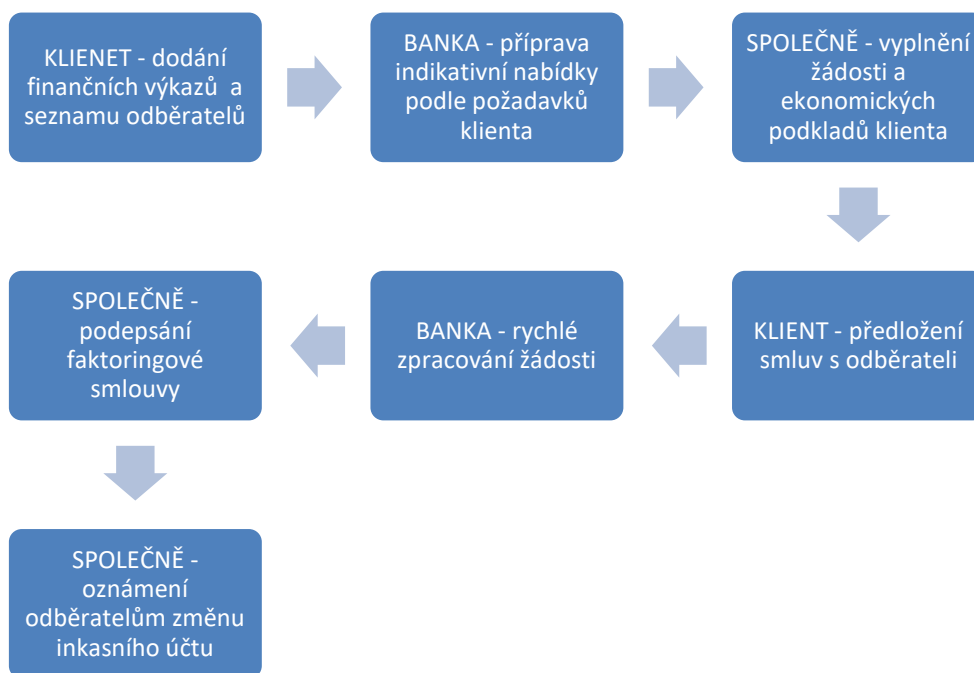 KLIENET - dodání
finančních výkazů a
seznamu odběratelů
BANKA - příprava
indikativní nabídky
podle požadavků
klienta
SPOLEČNĚ - vyplnění
žádosti a
ekonomických
podkladů klienta
KLIENT - předložení
smluv s odběrateli
BANKA - rychlé
zpracování žádosti
SPOLEČNĚ -
podepsání
faktoringové
smlouvy
SPOLEČNĚ -
oznámení
odběratelům změnu
inkasního účtu